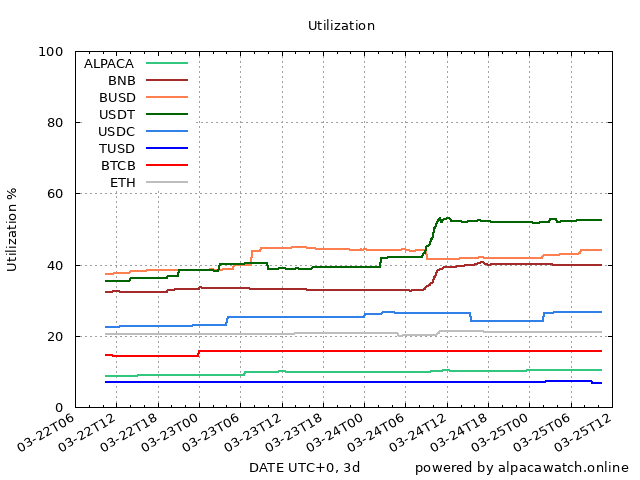 Utilization
100
80
60
40
20
0
Utilization %
ALPACA
BNB
BUSD
USDT
USDC
TUSD
BTCB
ETH
03-22T06
03-22T12
03-22T18
03-23T00
03-23T06
03-23T12
03-23T18
03-24T00
03-24T06
03-24T12
03-24T18
03-25T00
03-25T06
03-25T12
DATE UTC+0, 3d
powered by alpacawatch.online